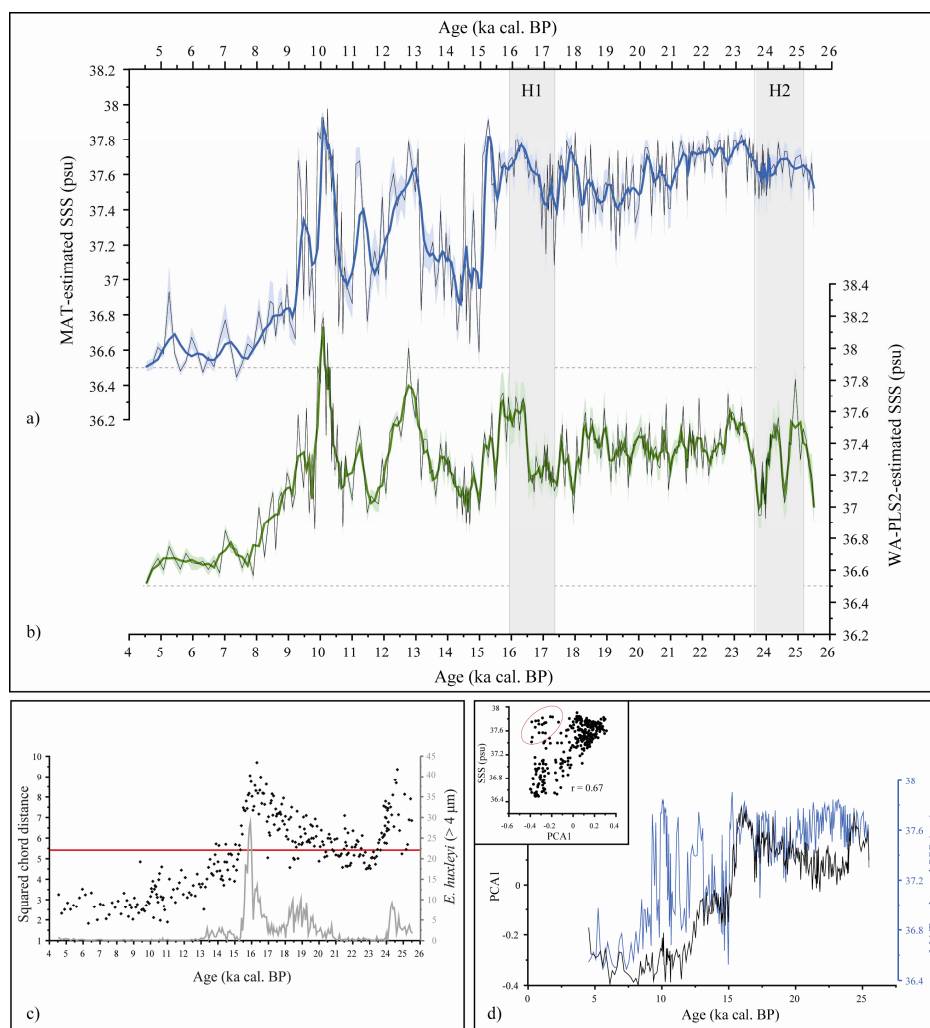 Age (ka cal. BP)
5 6 7 8 9 10 11 12 13 14 15 16 17 18 19 20 21 22 23 24 25 26
38.2
38
37.8
37.6
37.4
37.2
37
36.8
36.6
36.4
36.2
MAT-estimated SSS (psu)
H1
H2
a)
38.4
38.2
38
37.8
37.6
37.4
37.2
37
36.8
36.6
36.4
36.2
WA-PLS2-estimated SSS (psu)
b)
4 5 6 7 8 9 10 11 12 13 14 15 16 17 18 19 20 21 22 23 24 25 26
Age (ka cal. BP)
10
9
8
7
6
5
4
3
2
1
Squared chord distance
45
40
35
30
25
20
15
10
5
0
E. huxleyi (> 4 µm)
4 5 6 7 8 9 10 11 12 13 14 15 16 17 18 19 20 21 22 23 24 25 26
Age (ka cal. BP)
c)
38
37.6
37.2
36.8
36.4
SSS (psu)
r = 0.67
-0.6 -0.4 -0.2 0 0.2 0.4
PCA1
0
-0.2
-0.4
PCA1
38
37.6
37.2
36.8
36.4
0 5 10 15 20 25
Age (ka cal. BP)
d)